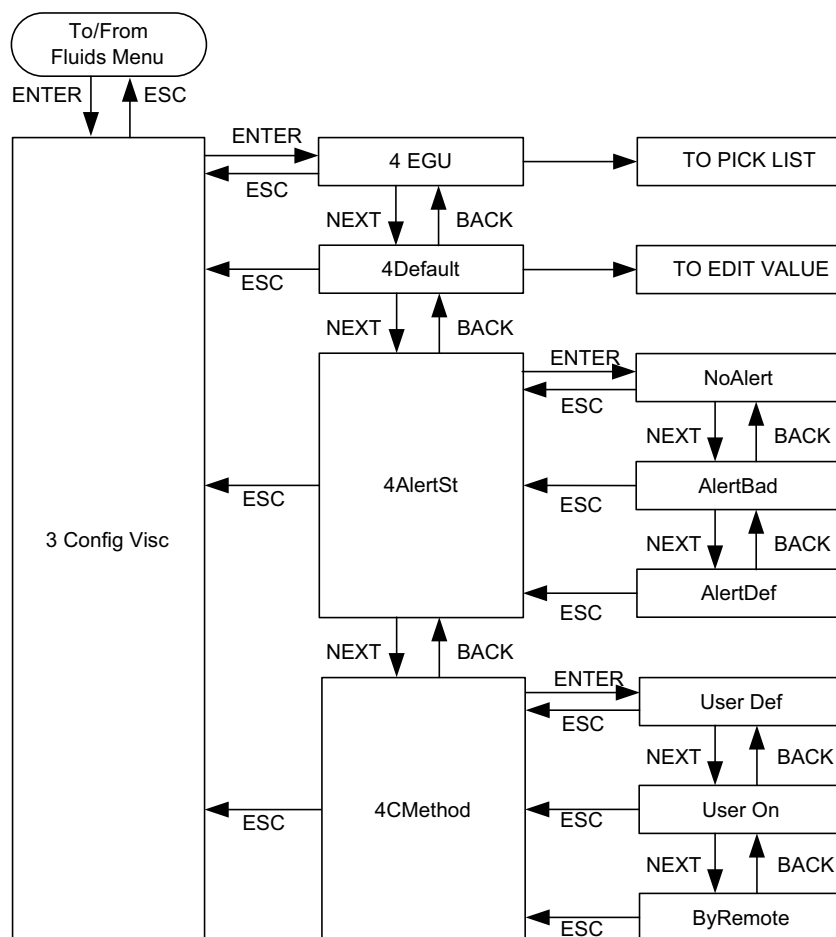 To/From
Fluids Menu
ENTER
ESC
ENTER
4 EGU
TO PICK LIST
ESC
NEXT
BACK
4Default
TO EDIT VALUE
ESC
NEXT
BACK
ENTER
NoAlert
ESC
NEXT
BACK
4AlertSt
AlertBad
ESC
ESC
NEXT
BACK
3 Config Visc
AlertDef
ESC
NEXT
BACK
ENTER
User Def
ESC
NEXT
BACK
4CMethod
User On
ESC
ESC
NEXT
BACK
ByRemote
ESC